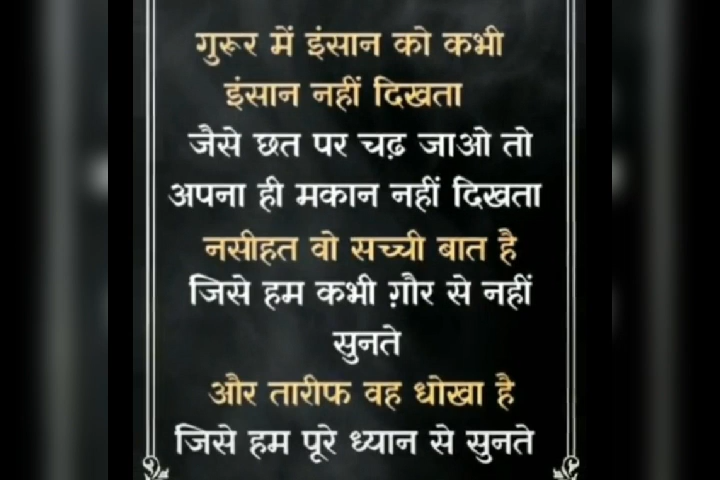 गुरूर में इंसान को कभी
इंसान नहीं दिखता
जैसे छत पर चढ़ जाओ तो
अपना ही मकान नहीं दिखता
नसीहत वो सच्ची बात है
जिसे हम कभी ग़ौर से नहीं
सुनते
और तारीफ वह धोखा है
जिसे हम पूरे ध्यान से सुनते